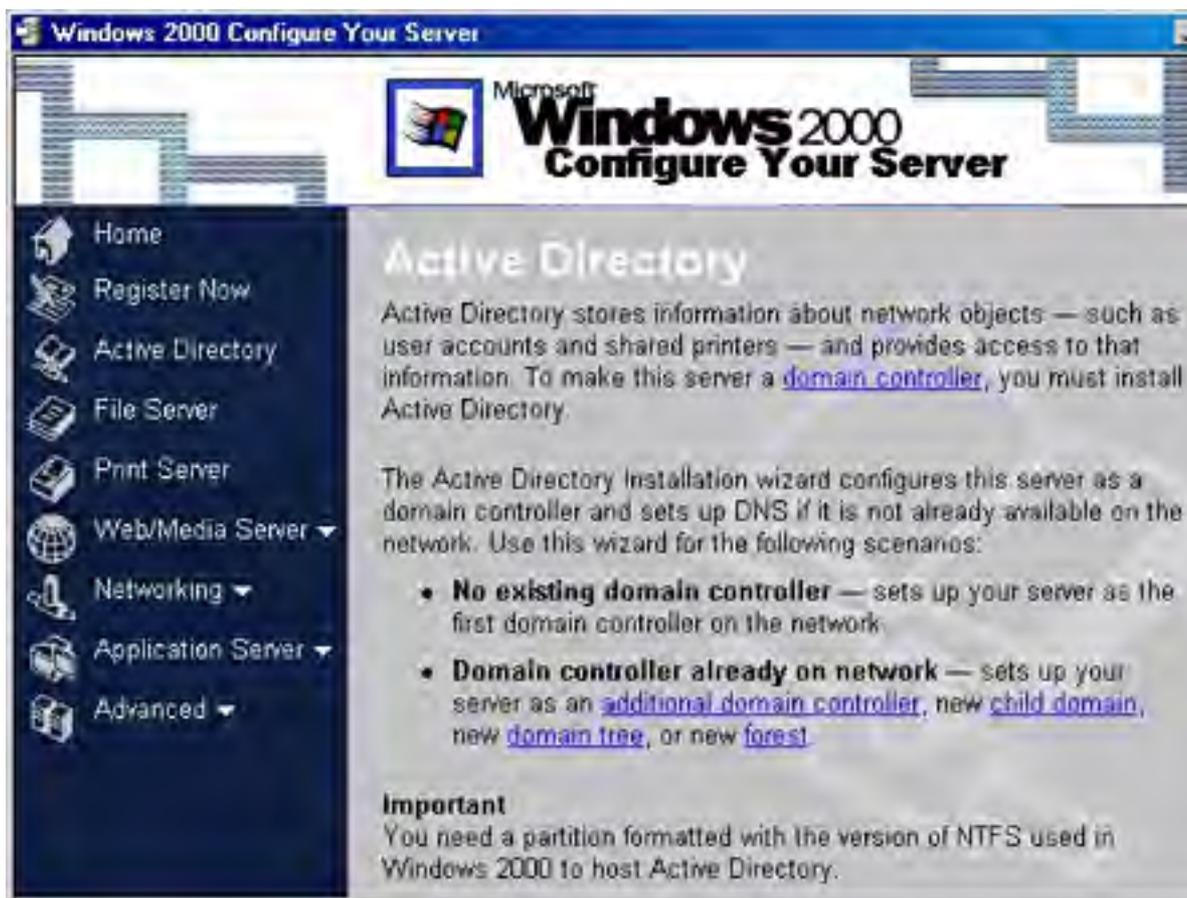 Windows 2000 Configure Your Server
Microsoft
Windows 2000
Configure Your Server
Home
Register Now
Active Directory
File Server
Print Server
Web/Media Server
Networking
Application Server
Advanced
Active Directory
Active Directory stores information about network objects — such as
user accounts and shared printers — and provides access to that
information. To make this server a domain controller, you must install
Active Directory.
The Active Directory Installation wizard configures this server as a
domain controller and sets up DNS if it is not already available on the
network. Use this wizard for the following scenarios:
• No existing domain controller — sets up your server as the
first domain controller on the network.
• Domain controller already on network — sets up your
server as an additional domain controller, new child domain,
new domain tree, or new forest.
Important
You need a partition formatted with the version of NTFS used in
Windows 2000 to host Active Directory.